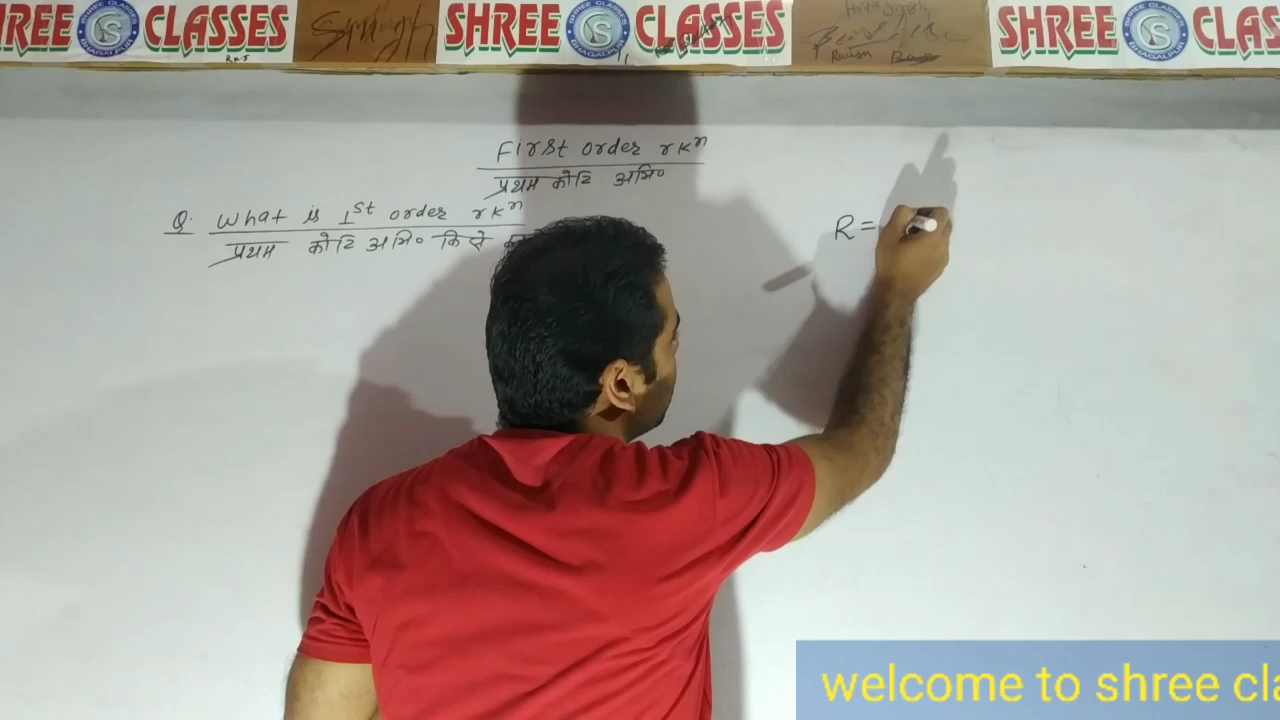 SHREE CLASSES SHREE CLASSES SHREE CLAS
First order rkⁿ
प्रथम कोटि अभि०
Q. What is 1st order rkⁿ
प्रथम कोटि अभि० किसे
R =
welcome to shree cla